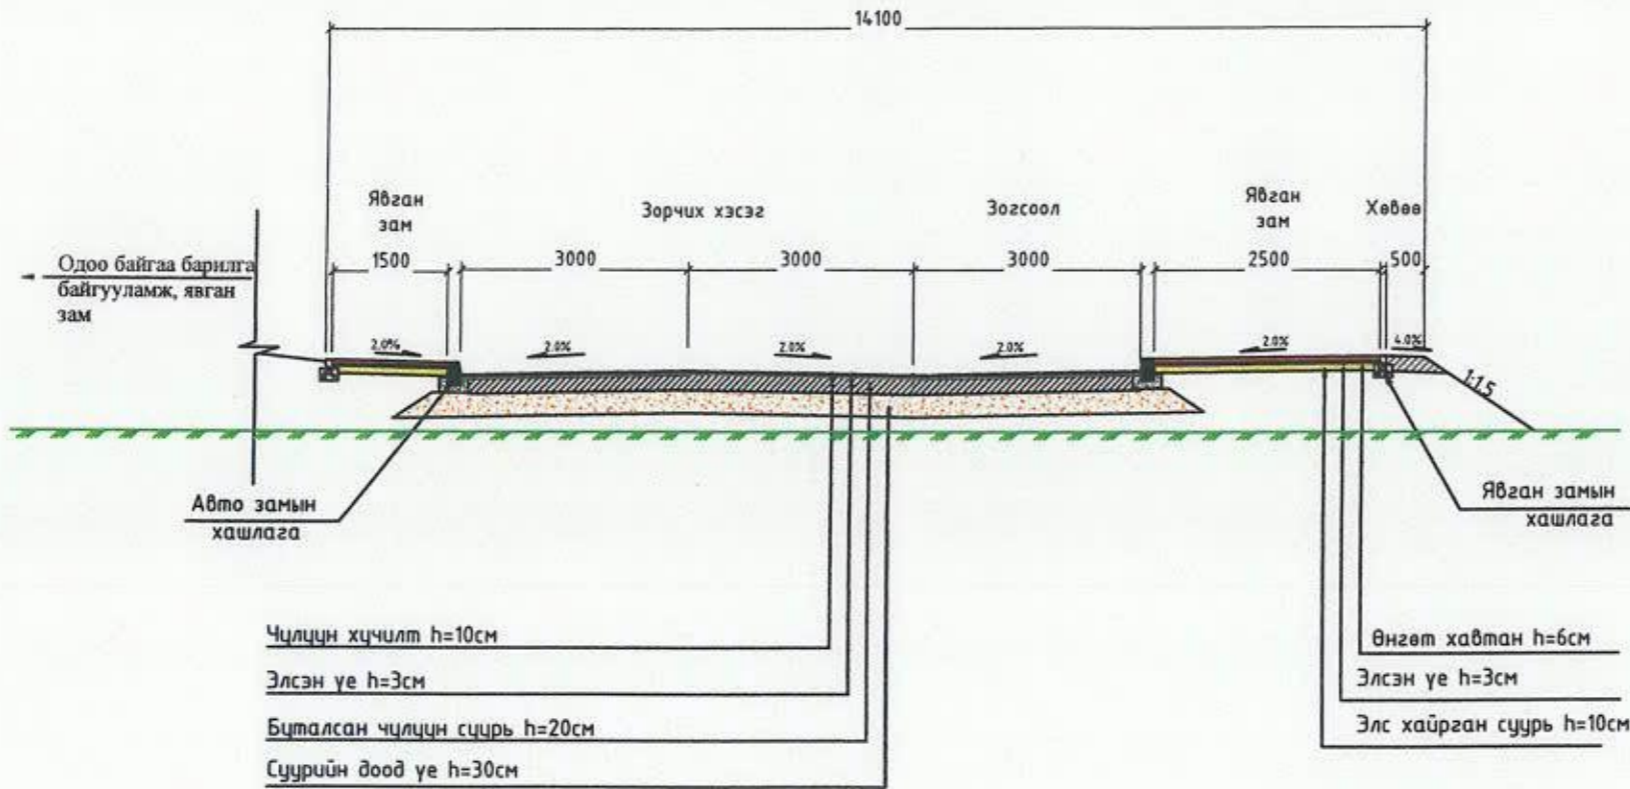 14100
Явган
зам
Зорчих хэсэг
Зогсоол
Явган
зам
Хөвөө
1500
3000
3000
3000
2500
500
Одоо байгаа барилга
байгууламж, явган
зам
2.0%
2.0%
2.0%
2.0%
2.0%
4.0%
1:1.5
Авто замын
хашлага
Явган замын
хашлага
Чулуун хучилт h=10см
Элсэн үе h=3см
Буталсан чулуун суурь h=20см
Суурийн доод үе h=30см
Өнгөт хавтан h=6см
Элсэн үе h=3см
Элс хайрган суурь h=10см